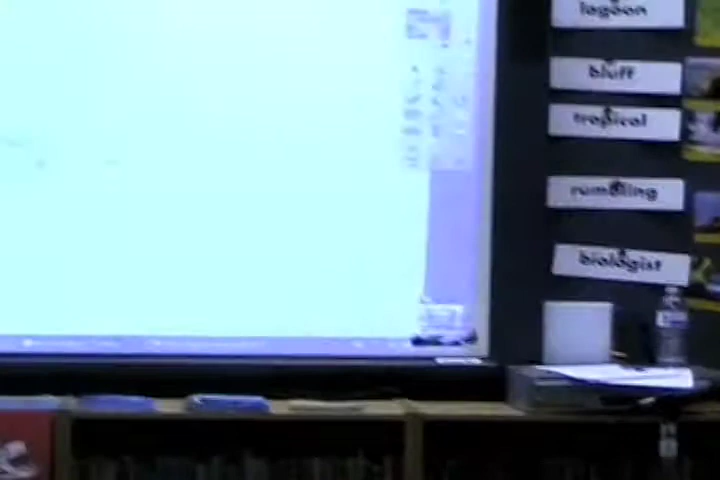 lagoon
bluff
tropical
rumbling
biologist